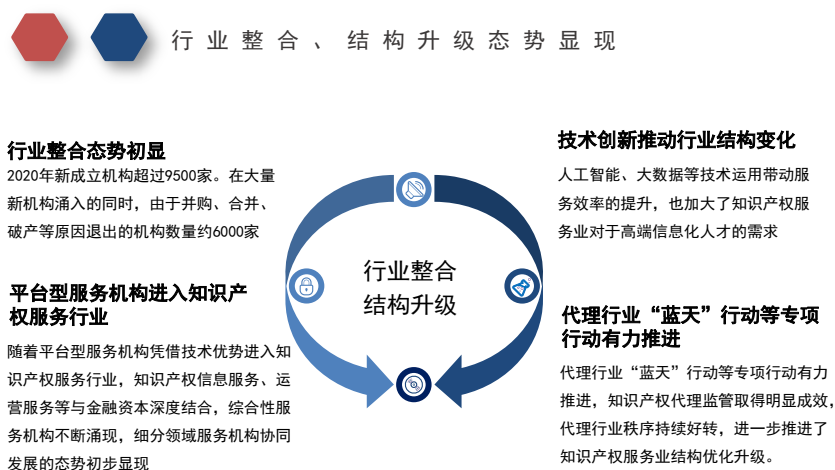 行业整合、结构升级态势显现
行业整合态势初显
2020年新成立机构超过9500家。在大量
新机构涌入的同时，由于并购、合并、
破产等原因退出的机构数量约6000家
平台型服务机构进入知识产
权服务行业
随着平台型服务机构凭借技术优势进入知
识产权服务行业，知识产权信息服务、运
营服务等与金融资本深度结合，综合性服
务机构不断涌现，细分领域服务机构协同
发展的态势初步显现
行业整合
结构升级
技术创新推动行业结构变化
人工智能、大数据等技术运用带动服
务效率的提升，也加大了知识产权服
务业对于高端信息化人才的需求
代理行业“蓝天”行动等专项
行动有力推进
代理行业“蓝天”行动等专项行动有力
推进，知识产权代理监管取得明显成效，
代理行业秩序持续好转，进一步推进了
知识产权服务业结构优化升级。